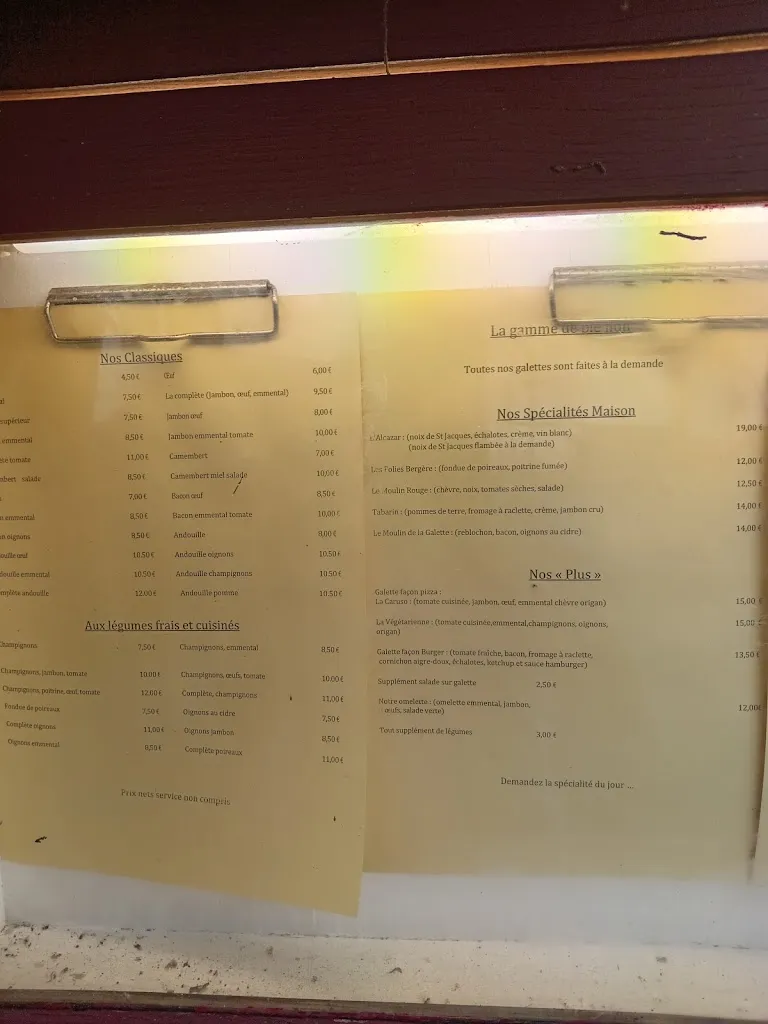 Nos Classiques
4,50 € Œuf 6,00 €
7,50 € La complète (jambon, œuf, emmental) 9,50 €
7,50 € Jambon œuf 8,00 €
emmental 8,50 € Jambon emmental tomate 10,00 €
tomate 11,00 € Camembert 7,00 €
salade 8,50 € Camembert miel salade 10,00 €
7,00 € Bacon œuf 8,50 €
emmental 8,50 € Bacon emmental tomate 10,00 €
oignons 8,50 € Andouille 9,00 €
œuf 10.50 € Andouille oignons 10.50 €
emmental 10.50 € Andouille champignons 10.50 €
andouille 12.00 € Andouille pomme 10.50 €
Aux légumes frais et cuisinés
Champignons 7,50 € Champignons, emmental 8,50 €
Champignons, jambon, tomate 10.00 € Champignons, œufs, tomate 10.00 €
Champignons, poitrine, œuf, tomate 12,00 € Complète, champignons 11,00 €
Fondue de poireaux 7,50 € Oignons au cidre 7,50 €
Complète oignons 11,00 € Oignons jambon 8,50 €
Oignons emmental 8,50 € Complète poireaux 11,00 €
Prix nets service non compris
La gamme de
Toutes nos galettes sont faites à la demande
Nos Spécialités Maison
L'Alcazar : (noix de St Jacques, échalotes, crème, vin blanc) 19,00 €
(noix de St Jacques flambée à la demande)
Les Folies Bergère : (fondue de poireaux, poitrine fumée) 12,00 €
Le Moulin Rouge : (chèvre, noix, tomates sèches, salade) 12,50 €
Tabarin : (pommes de terre, fromage à raclette, crème, jambon cru) 14,00 €
Le Moulin de la Galette : (reblochon, bacon, oignons au cidre) 14,00 €
Nos « Plus »
Galette façon pizza :
La Caruso : (tomate cuisinée, jambon, œuf, emmental chèvre origan) 15,00 €
La Végétarienne : (tomate cuisinée,emmental,champignons, oignons, 15,00 €
origan)
Galette façon Burger : (tomate fraîche, bacon, fromage à raclette, 13,50 €
cornichon aigre-doux, échalotes, ketchup et sauce hamburger)
Supplément salade sur galette 2,50 €
Notre omelette : (omelette emmental, jambon, 12,00€
œufs, salade verte)
Tout supplément de légumes 3,00 €
Demandez la spécialité du jour ...